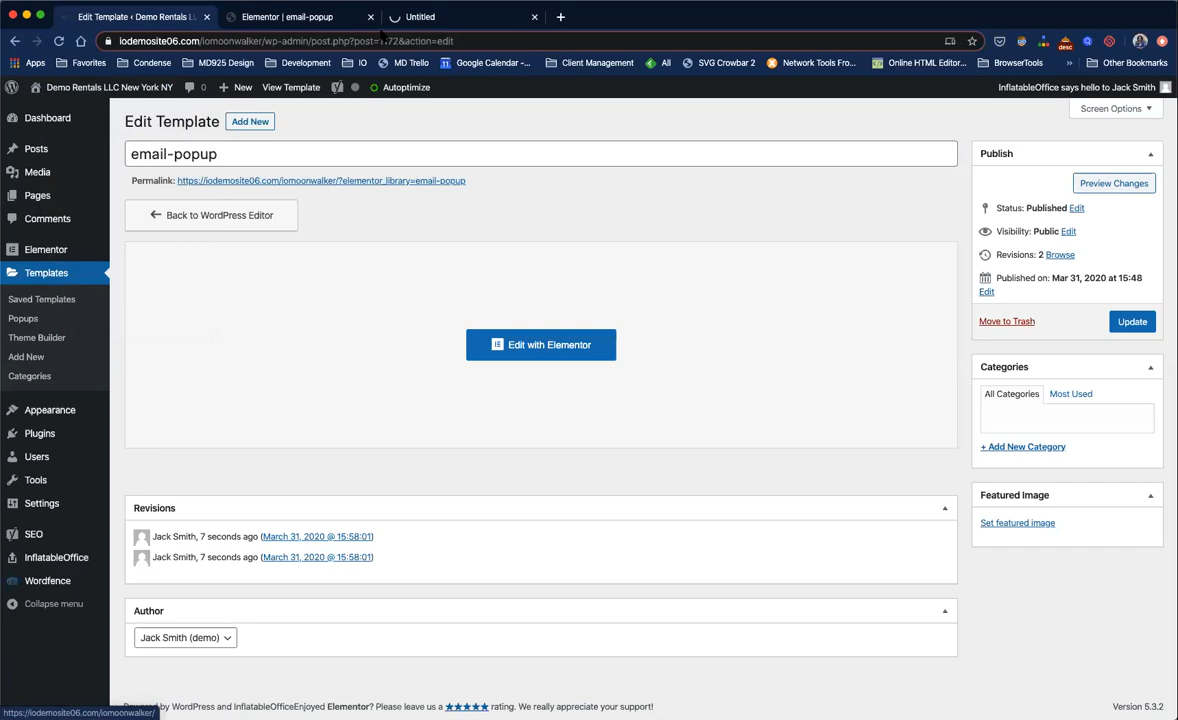 Edit Template ‹ Demo Rentals LL
Elementor | email-popup
Untitled
iodemosite06.com/iomoonwalker/wp-admin/post.php?post=1172&action=edit
Apps
Favorites
Condense
MD925 Design
Development
IO
MD Trello
Google Calendar -...
Client Management
All
SVG Crowbar 2
Network Tools Fro...
Online HTML Editor...
BrowserTools
»
Other Bookmarks
Demo Rentals LLC New York NY
0
New
View Template
Autoptimize
InflatableOffice says hello to Jack Smith
Dashboard
Posts
Media
Pages
Comments
Elementor
Templates
Saved Templates
Popups
Theme Builder
Add New
Categories
Appearance
Plugins
Users
Tools
Settings
SEO
InflatableOffice
Wordfence
Collapse menu
Screen Options
Edit Template
Add New
email-popup
Permalink: https://iodemosite06.com/iomoonwalker/?elementor_library=email-popup
Back to WordPress Editor
Edit with Elementor
Revisions
Jack Smith, 7 seconds ago (March 31, 2020 @ 15:58:01)
Jack Smith, 7 seconds ago (March 31, 2020 @ 15:58:01)
Author
Jack Smith (demo)
Publish
Preview Changes
Status: Published Edit
Visibility: Public Edit
Revisions: 2 Browse
Published on: Mar 31, 2020 at 15:48
Edit
Move to Trash
Update
Categories
All Categories
Most Used
+ Add New Category
Featured Image
Set featured image
Powered by WordPress and InflatableOfficeEnjoyed Elementor? Please leave us a ★★★★★ rating. We really appreciate your support!
Version 5.3.2
https://iodemosite06.com/iomoonwalker/